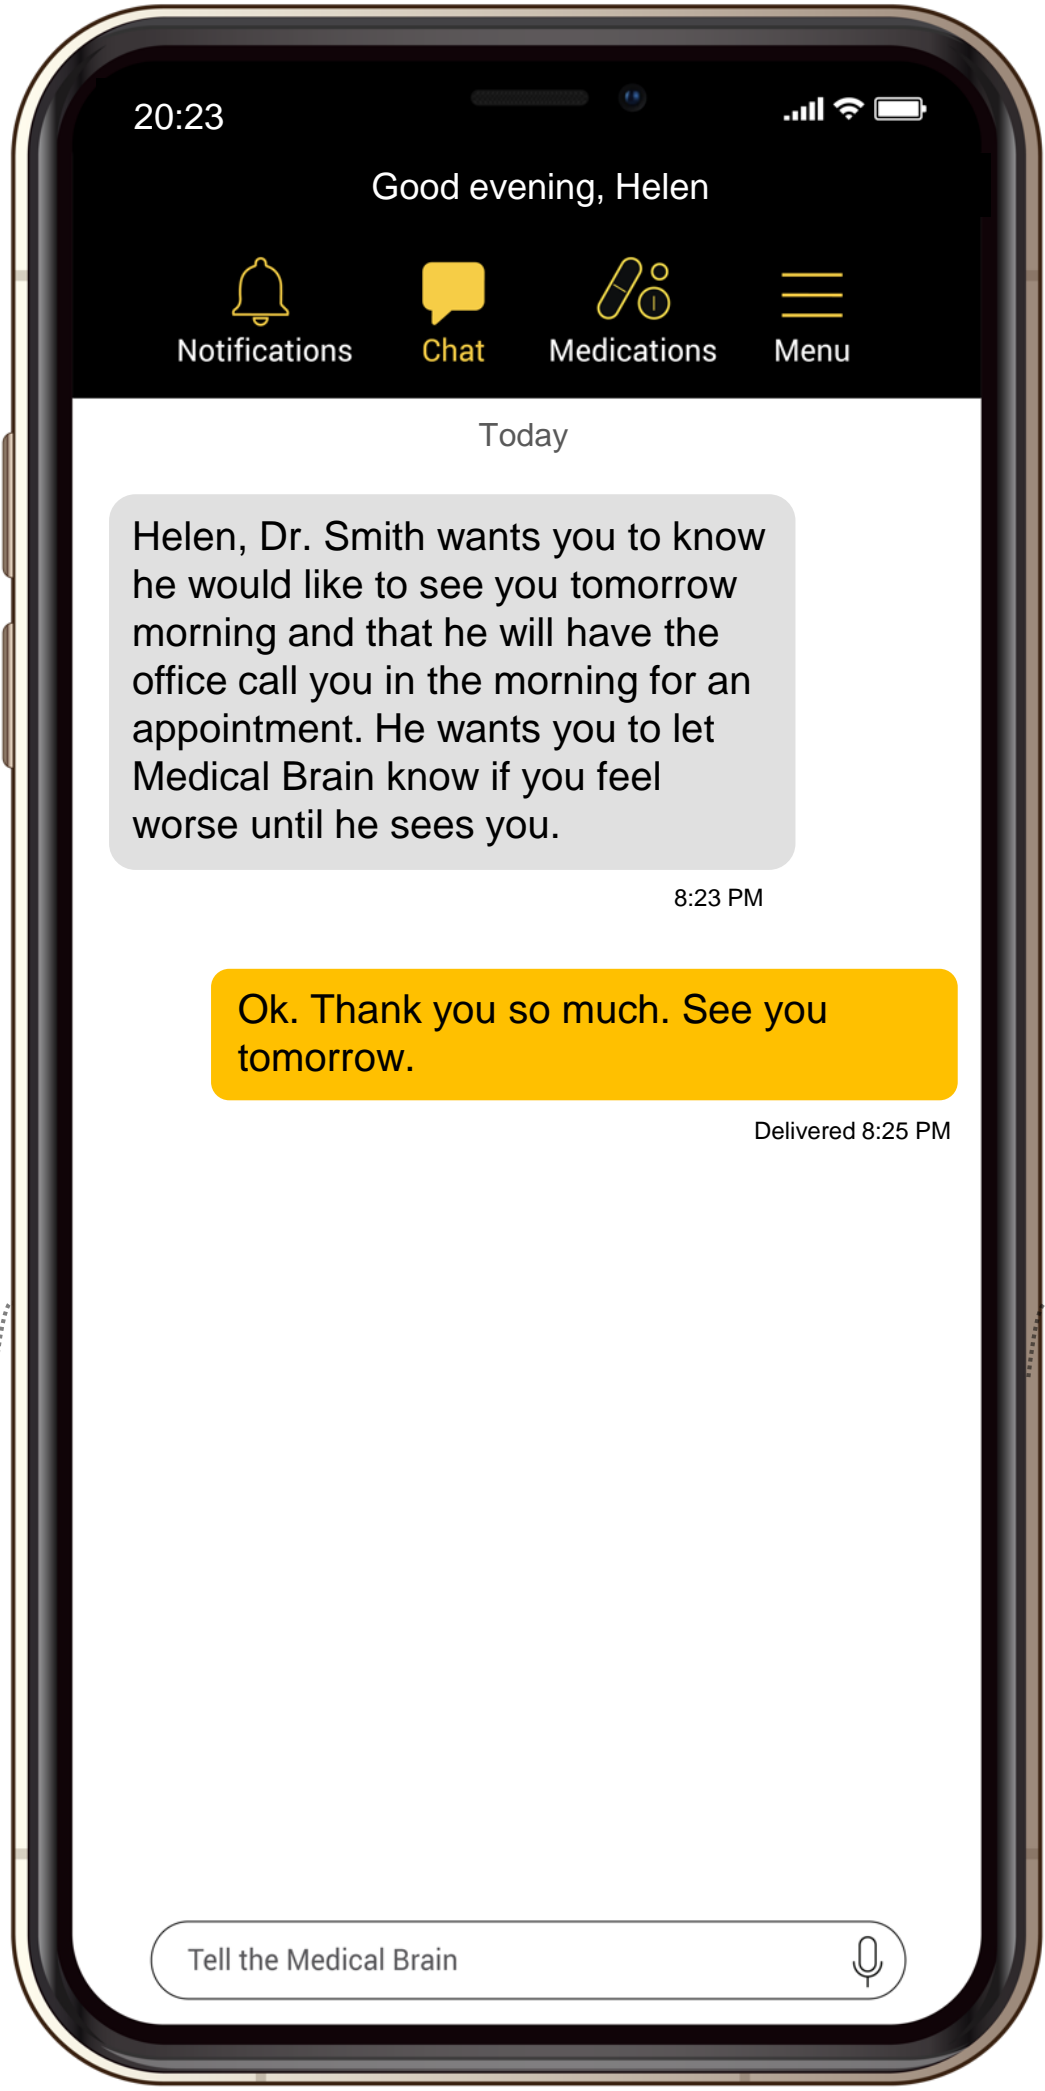 20:23
Good evening, Helen
Notifications Chat Medications Menu
Today
Helen, Dr. Smith wants you to know
he would like to see you tomorrow
morning and that he will have the
office call you in the morning for an
appointment. He wants you to let
Medical Brain know if you feel
worse until he sees you.
8:23 PM
Ok. Thank you so much. See you
tomorrow.
Delivered 8:25 PM
Tell the Medical Brain